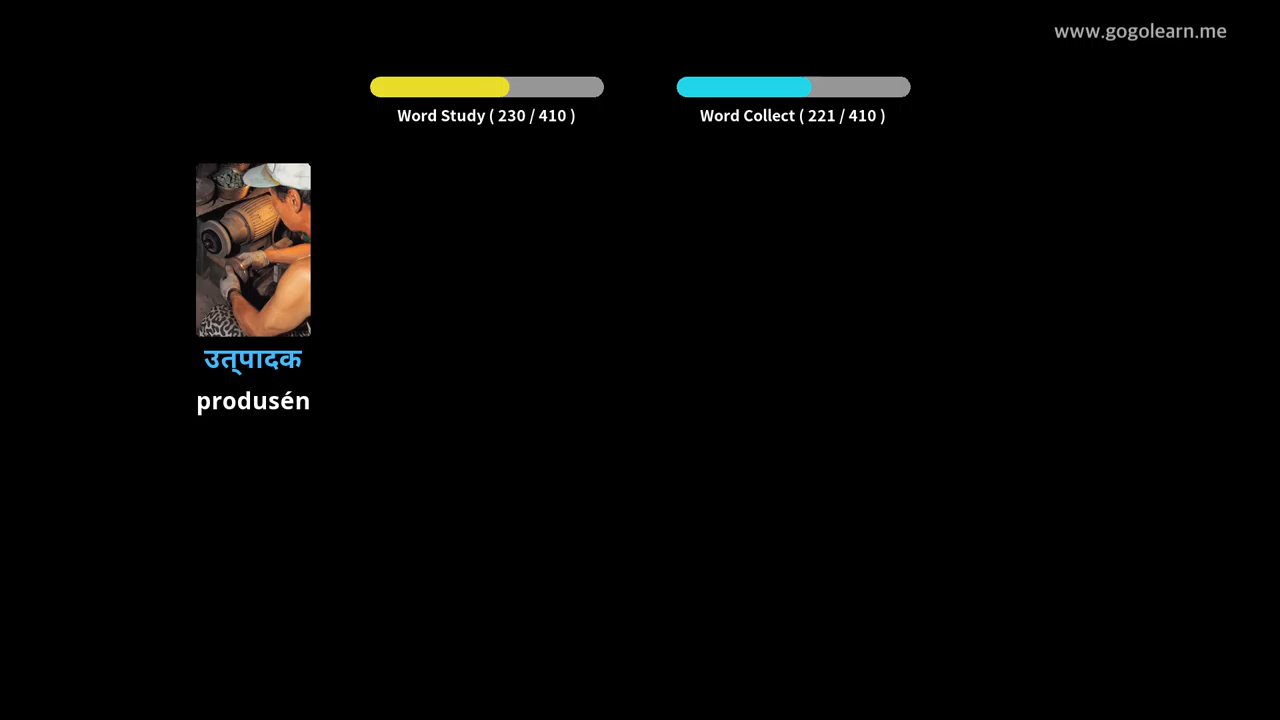 www.gogolearn.me
Word Study ( 230 / 410 )
Word Collect ( 221 / 410 )
उत्पादक
produsén